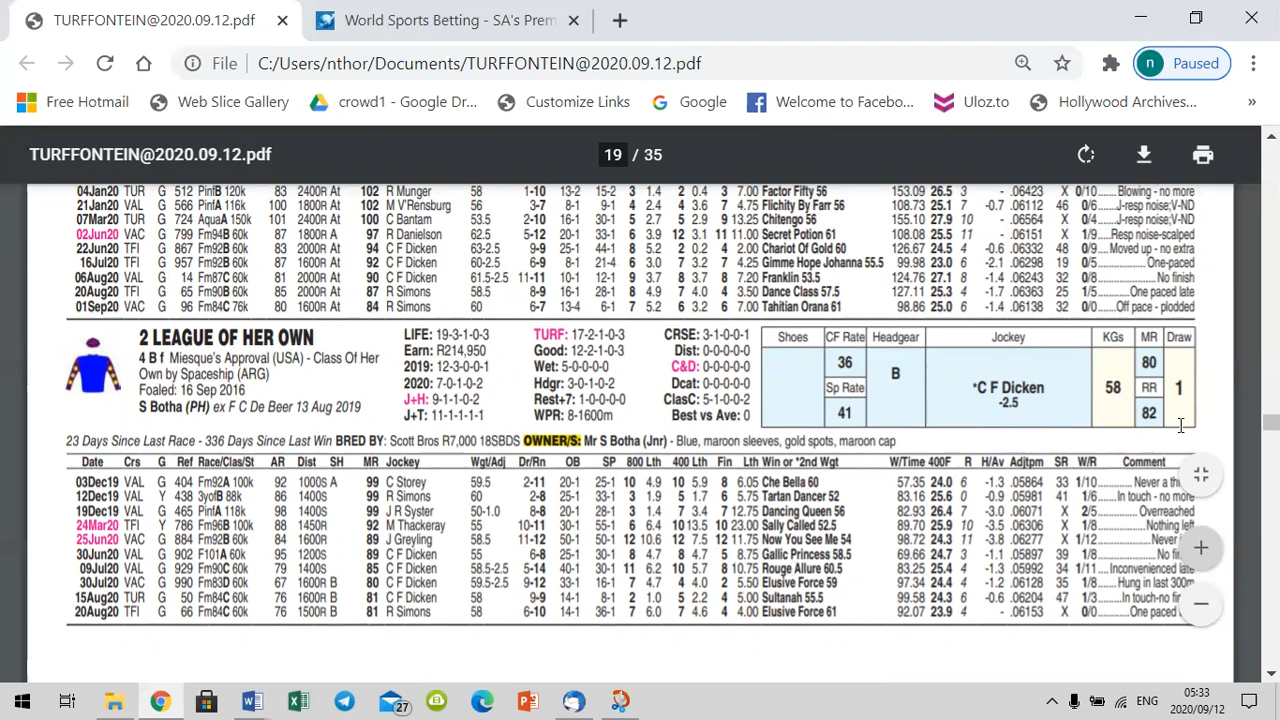 TURFFONTEIN@2020.09.12.pdf
World Sports Betting - SA's Prem
File C:/Users/nthor/Documents/TURFFONTEIN@2020.09.12.pdf n Paused
Free Hotmail Web Slice Gallery crowd1 - Google Dr... Customize Links Google Welcome to Faceb... Uloz.to Hollywood Archives... »
TURFFONTEIN@2020.09.12.pdf 19 / 35
04Jan20 TUR G 512 PinfB 120k 83 2400R At 102 R Munger 58 1-10 13-2 15-2 3 1.4 2 0.4 3 7.00 Factor Fifty 56 153.09 26.5 3 - .06423 X 0/10 ......Blowing - no more
21Jan20 VAL G 566 PinfA 116k 100 1800R At 102 M V'Rensburg 56 3-7 8-1 9-1 4 2.4 4 3.6 7 4.75 Flichity By Farr 56 108.73 25.1 7 -0.7 .06112 46 0/6 ......J-resp noise;V-ND
07Mar20 TUR G 724 AquaA 150k 101 2400R At 100 C Bantam 53.5 2-10 16-1 30-1 5 2.7 5 2.9 9 13.25 Chitengo 56 155.10 27.9 10 - .06564 X 0/4 ......J-resp noise;V-ND
02Jun20 VAC G 598 Fm94B 60k 87 1800R A 97 R Danielson 62.5 5-12 20-1 33-1 6 3.9 12 3.1 11 11.00 Secret Potion 61 108.08 25.5 11 - .06151 X 1/9 ......Resp noise-scalped
22Jun20 TFI G 867 Fm92B 60k 82 2000R At 94 C F Dicken 63-2.5 9-9 25-1 44-1 8 5.2 0.2 4 2.00 Chariot Of Gold 60 126.67 24.5 4 -0.6 .06332 48 0/9 ...Moved up - no extra
16Jul20 TFI G 957 Fm92B 60k 87 1600R At 92 C F Dicken 60-2.5 6-9 8-1 21-4 6 3.0 7 3.2 7 4.25 Gimme Hope Johanna 55.5 99.98 23.0 6 -2.1 .06298 19 0/5 ......One-paced
06Aug20 VAL G 14 Fm87C 60k 81 2000R At 90 C F Dicken 61.5-2.5 11-11 10-1 12-1 9 3.7 8 3.7 8 7.20 Franklin 53.5 124.76 27.1 8 -1.4 .06243 32 0/8 ......No finish
20Aug20 TFI G 65 Fm90B 60k 85 2000R At 87 R Simons 58.5 8-9 16-1 28-1 8 4.9 4.0 3.50 Dance Class 57.5 127.11 25.3 4 -1.7 .06363 25 1/5 ......One paced late
01Sep20 VAC G 96 Fm84C 76k 80 1600R At 84 R Simons 60 6-7 13-4 6-1 7 5.2 6 3.2 6 7.00 Tahitian Orana 61 98.86 25.0 6 -1.4 .06138 32 0/0 ......Off pace - plodded
2 LEAGUE OF HER OWN
4 B f Miesque's Approval (USA) - Class Of Her
Own by Spaceship (ARG)
Foaled: 16 Sep 2016
S Botha (PH) ex F C De Beer 13 Aug 2019
LIFE: 19-3-1-0-3 TURF: 17-2-1-0-3 CRSE: 3-1-0-0-1
Earn: R214,950 Good: 12-2-1-0-3 Dist: 0-0-0-0-0
2019: 12-3-0-0-1 Wet: 5-0-0-0-0 C&D: 0-0-0-0-0
2020: 7-0-1-0-2 Hdgr: 3-0-1-0-2 Dcat: 0-0-0-0-0
J+H: 9-1-1-0-2 Rest+7: 1-0-0-0-0 ClasC: 5-1-0-0-2
J+T: 11-1-1-1-1 WPR: 8-1600m Best vs Ave: 0
Shoes CF Rate Headgear Jockey KGs MR Draw
36 B *C F Dicken 58 80 1
Sp Rate -2.5 RR
41 82
23 Days Since Last Race - 336 Days Since Last Win BRED BY: Scott Bros R7,000 18SBDS OWNER/S: Mr S Botha (Jnr) - Blue, maroon sleeves, gold spots, maroon cap
Date Crs G Ref Race/Clas/St AR Dist SH MR Jockey Wgt/Adj Dr/Rn OB SP 800 Lth 400 Lth Fin Lth Win or *2nd Wgt W/Time 400F R H/Av Adjtpm SR W/R Comment
03Dec19 VAL G 404 Fm92A 100k 92 1000S A 99 C Storey 59.5 2-11 20-1 25-1 10 4.9 10 5.9 8 6.05 Che Bella 60 57.35 24.0 6 -1.3 .05864 33 1/10 ......Never a th
12Dec19 VAL Y 438 3yofB 88k 86 1400S 99 R Simons 60 2-8 25-1 32-1 3 1.9 5 1.7 6 5.75 Tartan Dancer 52 83.16 25.6 0 -0.9 .05981 41 1/6 ...In touch - no more
19Dec19 VAL G 465 PinfA 118k 98 1400S 99 J R Ryster 50-1.0 8-8 20-1 25-1 3 1.4 7 3.4 7 12.75 Dancing Queen 56 82.93 26.4 7 -3.0 .06071 X 2/5 ......Overreached
24Mar20 TFI Y 786 Fm96B 100k 88 1450R 92 M Thackeray 55 10-11 30-1 55-1 6 6.4 10 13.5 10 23.00 Sally Called 52.5 89.70 25.9 10 -3.5 .06306 X 1/8 ......Nothing left
25Jun20 VAC G 884 Fm92B 84k 84 1600R 89 J Greyling 58.5 11-12 50-1 50-1 12 10.6 12 7.5 12 11.75 Now You See Me 54 98.72 24.3 11 -3.8 .06277 X 1/12 ......Never
30Jun20 VAL G 902 F101A 60k 95 1200S 89 C F Dicken 55 6-8 25-1 30-1 8 4.7 8 4.4 5 8.75 Gallic Princess 58.5 69.66 24.7 3 -1.1 .05897 39 1/8 ......No fi
09Jul20 VAL G 929 Fm90C 60k 79 1400S 85 C F Dicken 58.5-2.5 5-14 40-1 30-1 11 6.2 10 5.7 8 10.75 Rouge Allure 60.5 83.25 25.4 8 -1.3 .05992 34 1/11 ...Inconvenienced late
30Jul20 VAC G 990 Fm83D 60k 76 1600R B 80 C F Dicken 59.5-2.5 9-12 33-1 16-1 7 4.7 4 4.0 2 5.50 Elusive Force 59 97.34 24.4 4 -1.2 .06128 35 1/8 ......Hung in last 300m
15Aug20 TUR G 50 Fm84C 66k 76 1600R B 81 C F Dicken 58 9-9 14-1 8-1 2 1.0 5 2.2 5 4.00 Sultanah 55.5 99.58 24.3 5 -0.6 .06204 47 1/3 ......In touch-no fi
20Aug20 TFI G 66 Fm84C 60k 76 1500R B 81 R Simons 58 6-10 14-1 36-1 7 6.0 7 4.6 4 4.00 Elusive Force 61 92.07 23.9 4 - .06153 X 0/0 ......One paced
27
ENG 05:33
2020/09/12